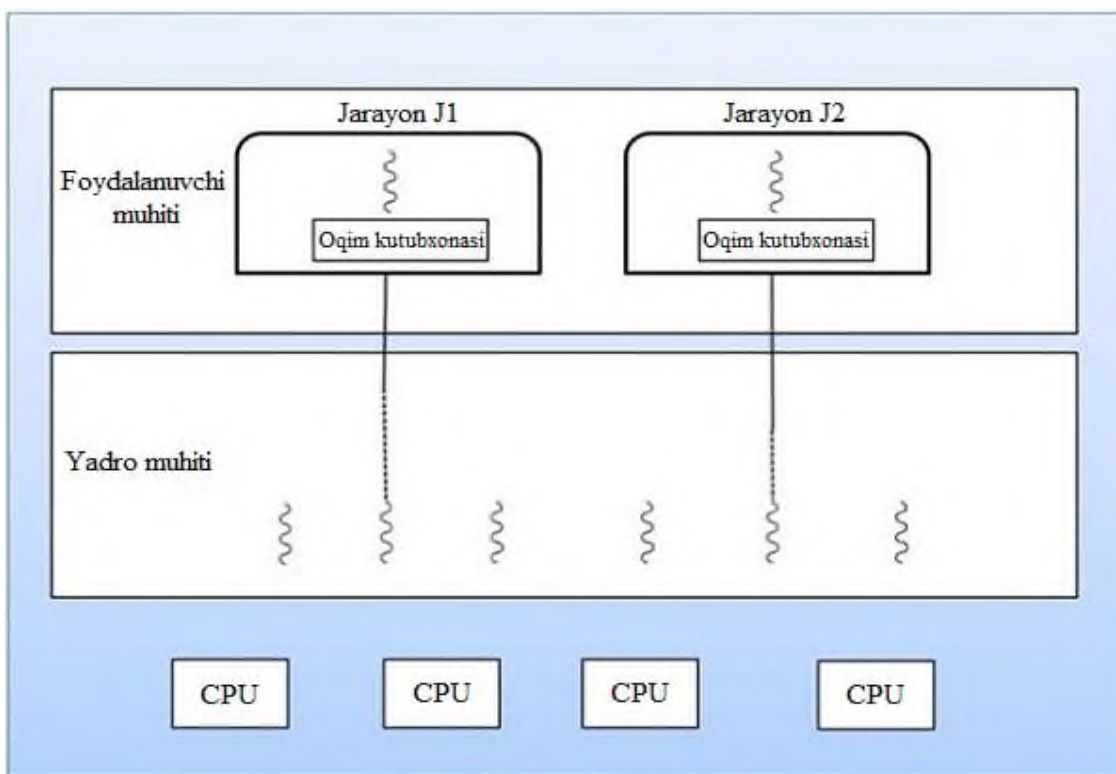 Jarayon J1
Jarayon J2
Foydalanuvchi
muhiti
Oqim kutubxonasi
Oqim kutubxonasi
Yadro muhiti
CPU
CPU
CPU
CPU